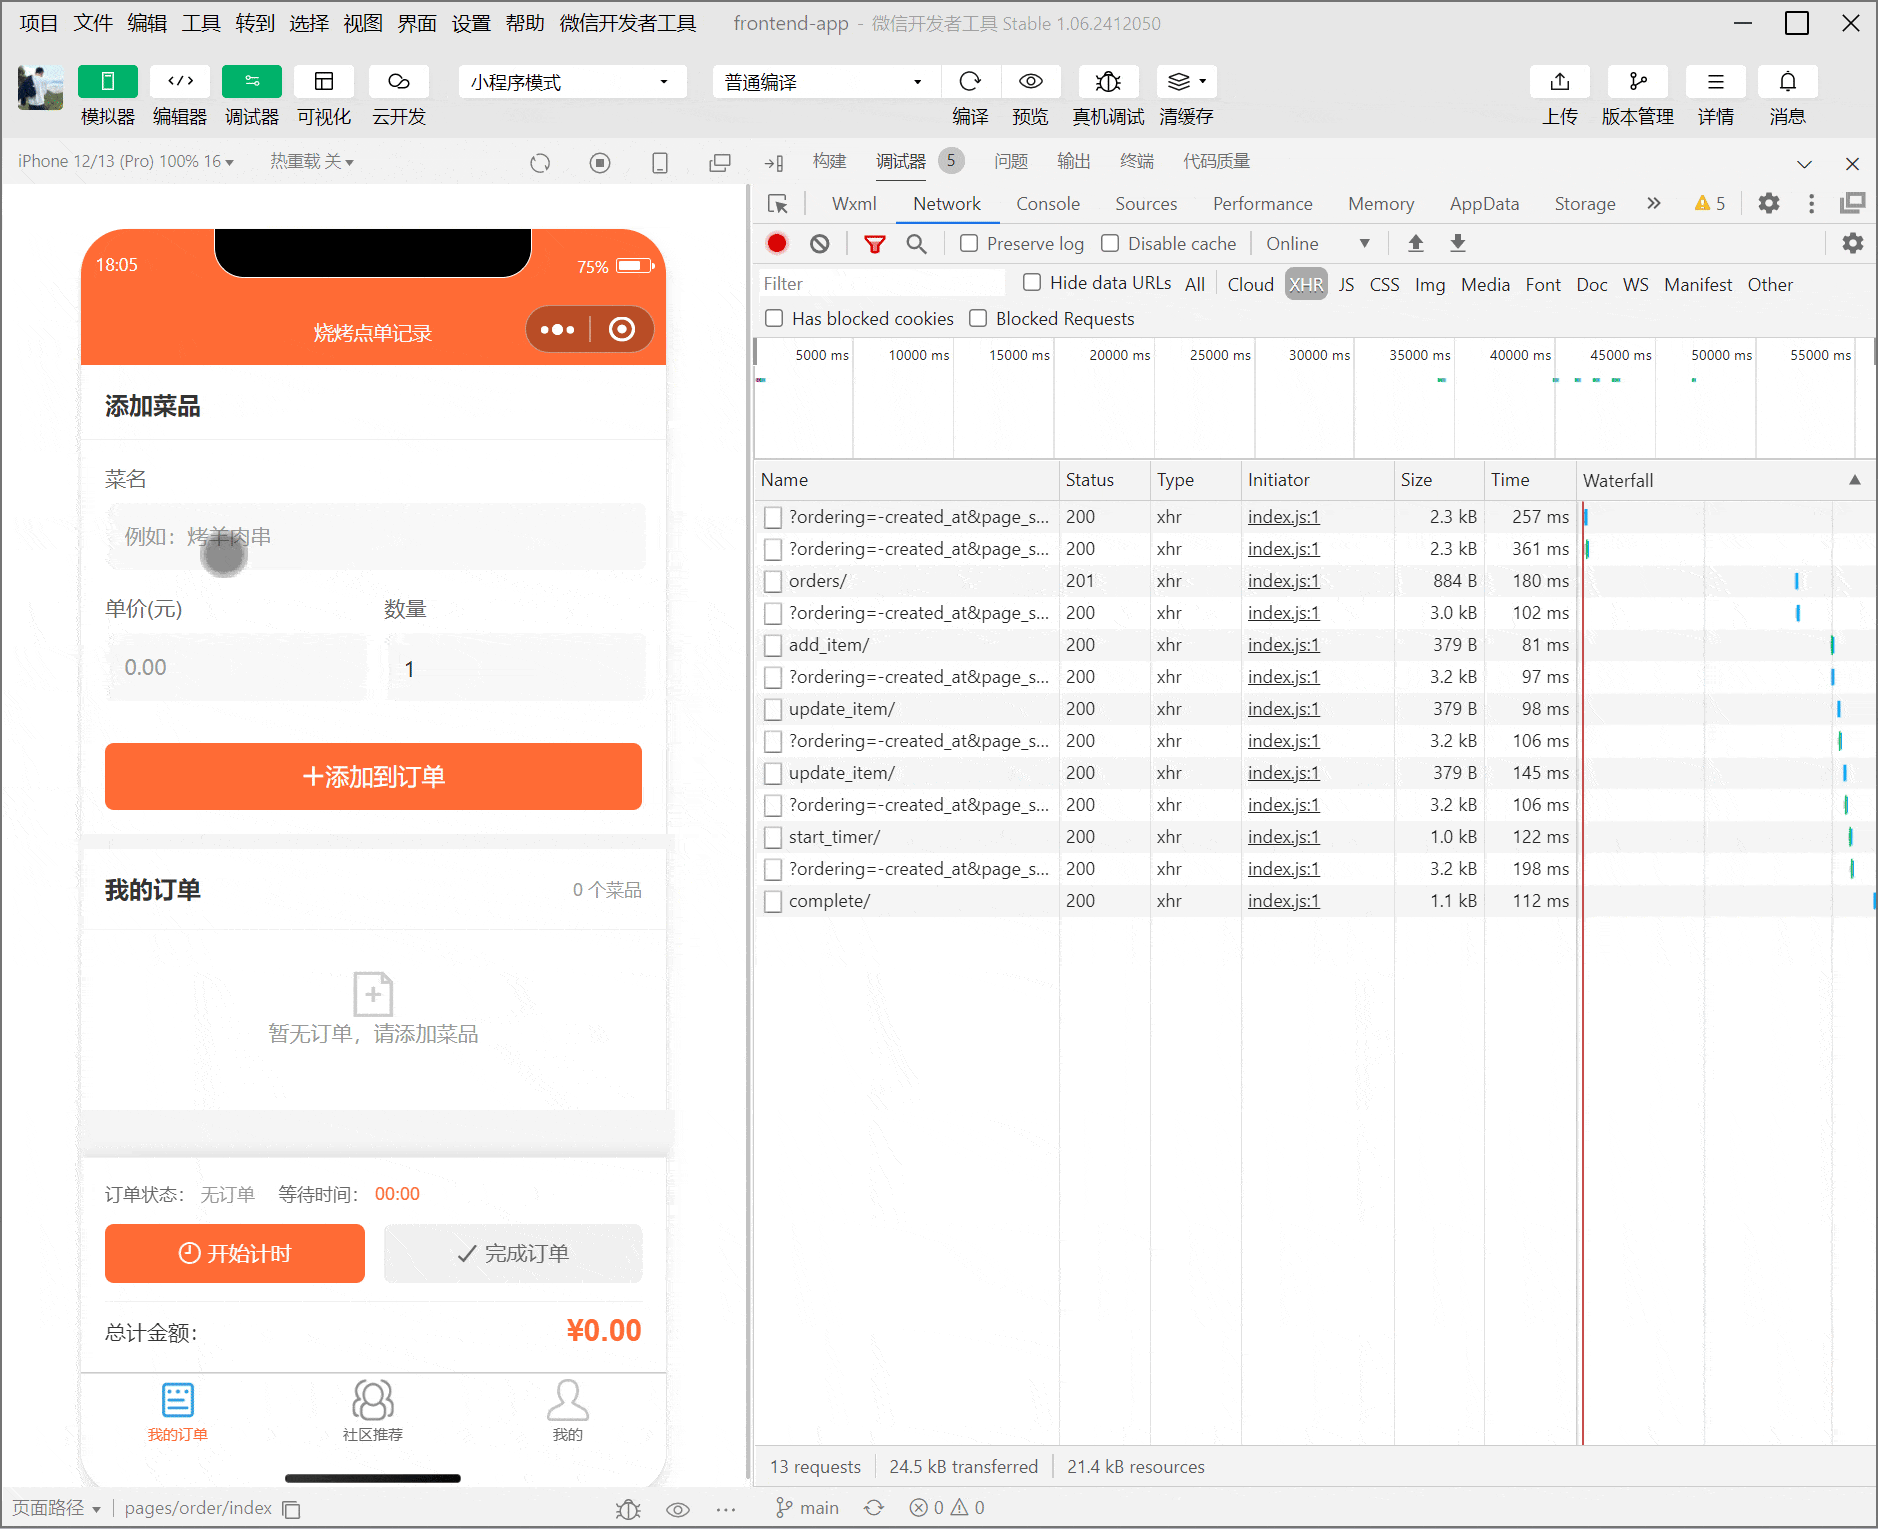 项目 文件 编辑 工具 转到 选择 视图 界面 设置 帮助 微信开发者工具 frontend-app - 微信开发者工具 Stable 1.06.2412050
小程序模式 普通编译
模拟器 编辑器 调试器 可视化 云开发 编译 预览 真机调试 清缓存 上传 版本管理 详情 消息
iPhone 12/13 (Pro) 100% 16 热重载 关
构建 调试器 5 问题 输出 终端 代码质量
Wxml Network Console Sources Performance Memory AppData Storage » 5
Preserve log Disable cache Online
Filter Hide data URLs All Cloud XHR JS CSS Img Media Font Doc WS Manifest Other
Has blocked cookies Blocked Requests
5000 ms 10000 ms 15000 ms 20000 ms 25000 ms 30000 ms 35000 ms 40000 ms 45000 ms 50000 ms 55000 ms
Name Status Type Initiator Size Time Waterfall
?ordering=-created_at&page_s... 200 xhr index.js:1 2.3 kB 257 ms
?ordering=-created_at&page_s... 200 xhr index.js:1 2.3 kB 361 ms
orders/ 201 xhr index.js:1 884 B 180 ms
?ordering=-created_at&page_s... 200 xhr index.js:1 3.0 kB 102 ms
add_item/ 200 xhr index.js:1 379 B 81 ms
?ordering=-created_at&page_s... 200 xhr index.js:1 3.2 kB 97 ms
update_item/ 200 xhr index.js:1 379 B 98 ms
?ordering=-created_at&page_s... 200 xhr index.js:1 3.2 kB 106 ms
update_item/ 200 xhr index.js:1 379 B 145 ms
?ordering=-created_at&page_s... 200 xhr index.js:1 3.2 kB 106 ms
start_timer/ 200 xhr index.js:1 1.0 kB 122 ms
?ordering=-created_at&page_s... 200 xhr index.js:1 3.2 kB 198 ms
complete/ 200 xhr index.js:1 1.1 kB 112 ms
13 requests 24.5 kB transferred 21.4 kB resources
18:05 75%
烧烤点单记录
添加菜品
菜名
例如：烤羊肉串
单价(元) 数量
0.00 1
+添加到订单
我的订单 0 个菜品
暂无订单，请添加菜品
订单状态： 无订单 等待时间： 00:00
开始计时 完成订单
总计金额： ¥0.00
我的订单 社区推荐 我的
页面路径 pages/order/index main 0 0